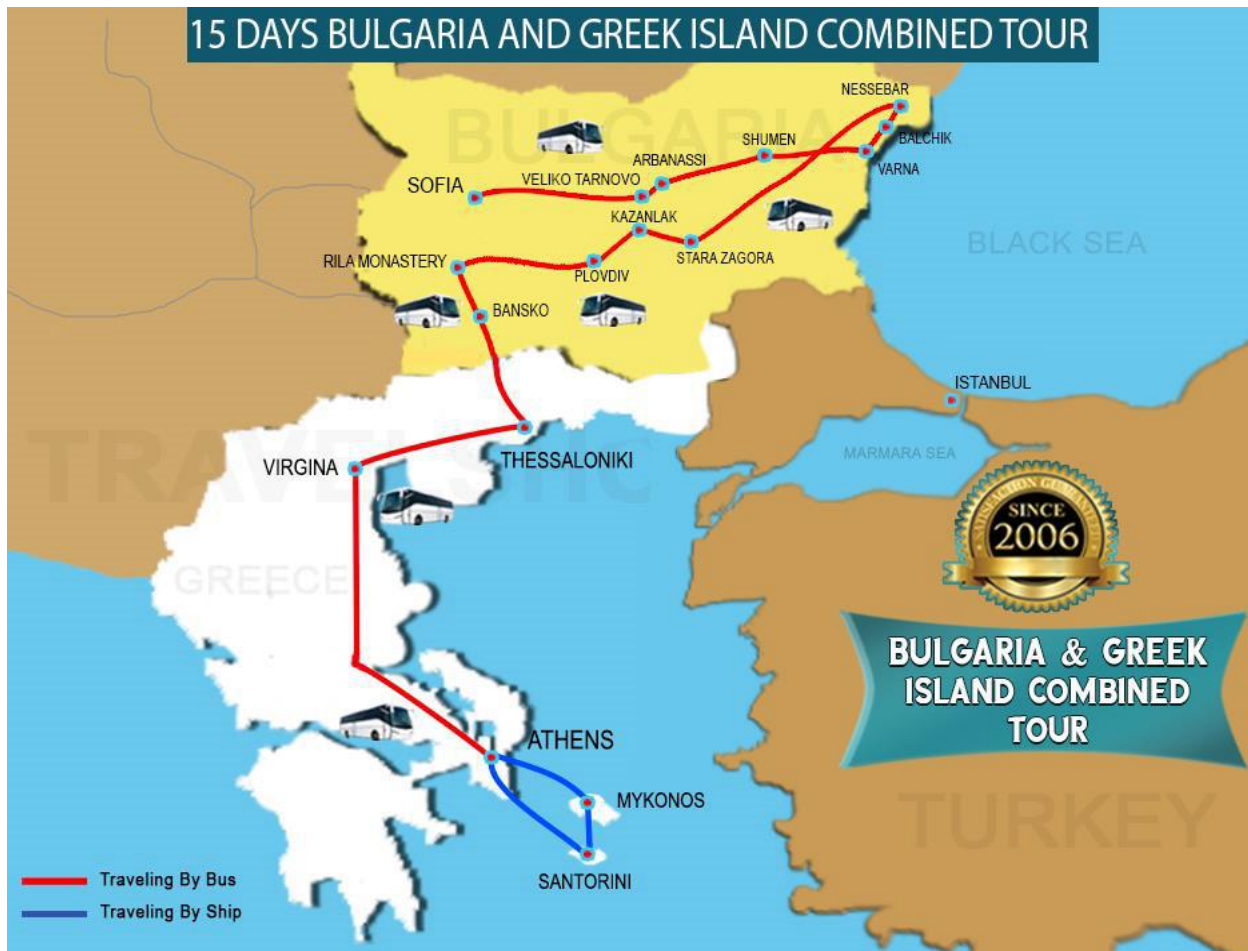 15 DAYS BULGARIA AND GREEK ISLAND COMBINED TOUR
NESSEBAR
BULGARIA
BALCHIK
SHUMEN
VARNA
ARBANASSI
SOFIA
VELIKO TARNOVO
KAZANLAK
BLACK SEA
RILA MONASTERY
PLOVDIV
STARA ZAGORA
BANSKO
ISTANBUL
THESSALONIKI
MARMARA SEA
VIRGINA
SATISFACTION GUARANTEED
SINCE
2006
GREECE
BULGARIA & GREEK
ISLAND COMBINED
TOUR
ATHENS
MYKONOS
TURKEY
SANTORINI
Traveling By Bus
Traveling By Ship